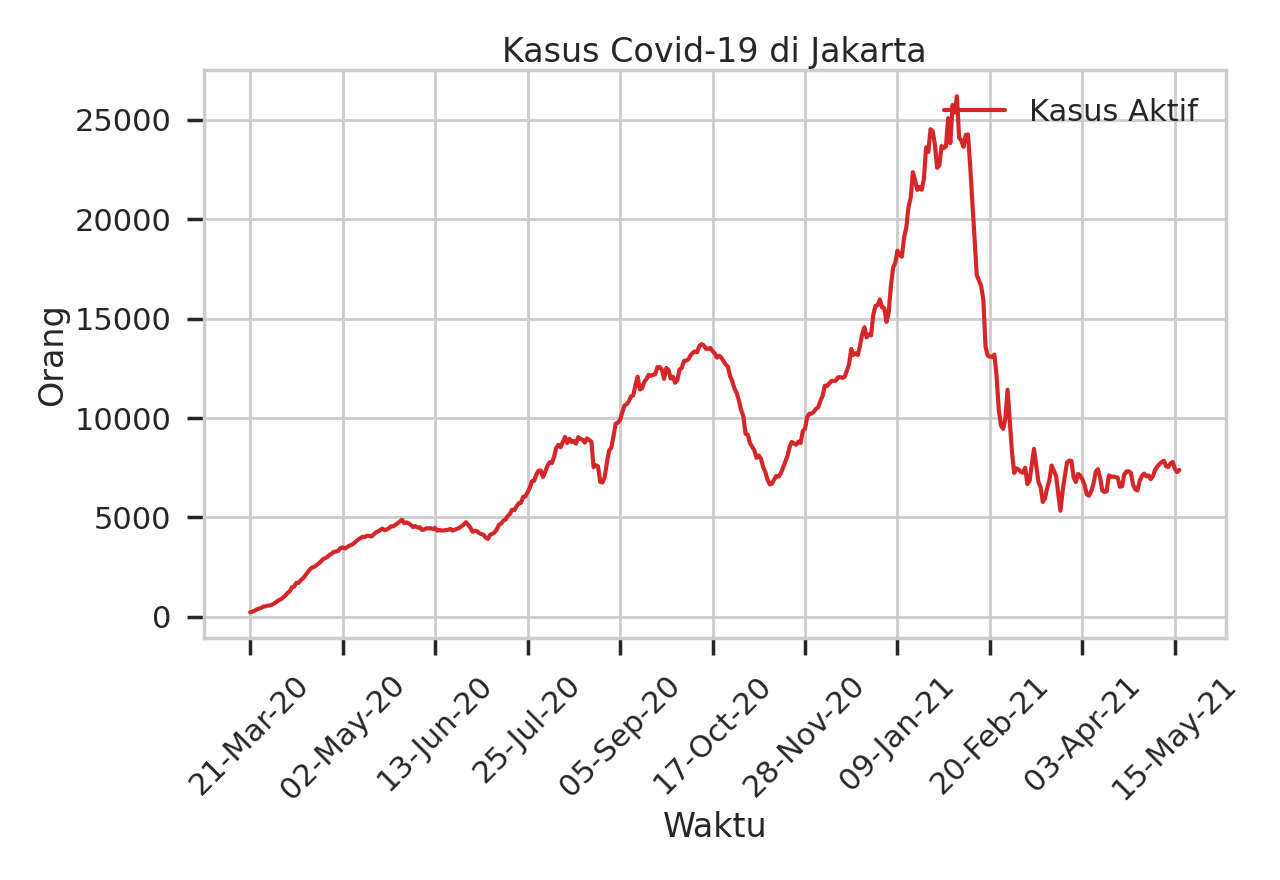 Kasus Covid-19 di Jakarta
Kasus Aktif
25000
20000
15000
10000
5000
0
Orang
21-Mar-20
02-May-20
13-Jun-20
25-Jul-20
05-Sep-20
17-Oct-20
28-Nov-20
09-Jan-21
20-Feb-21
03-Apr-21
15-May-21
Waktu